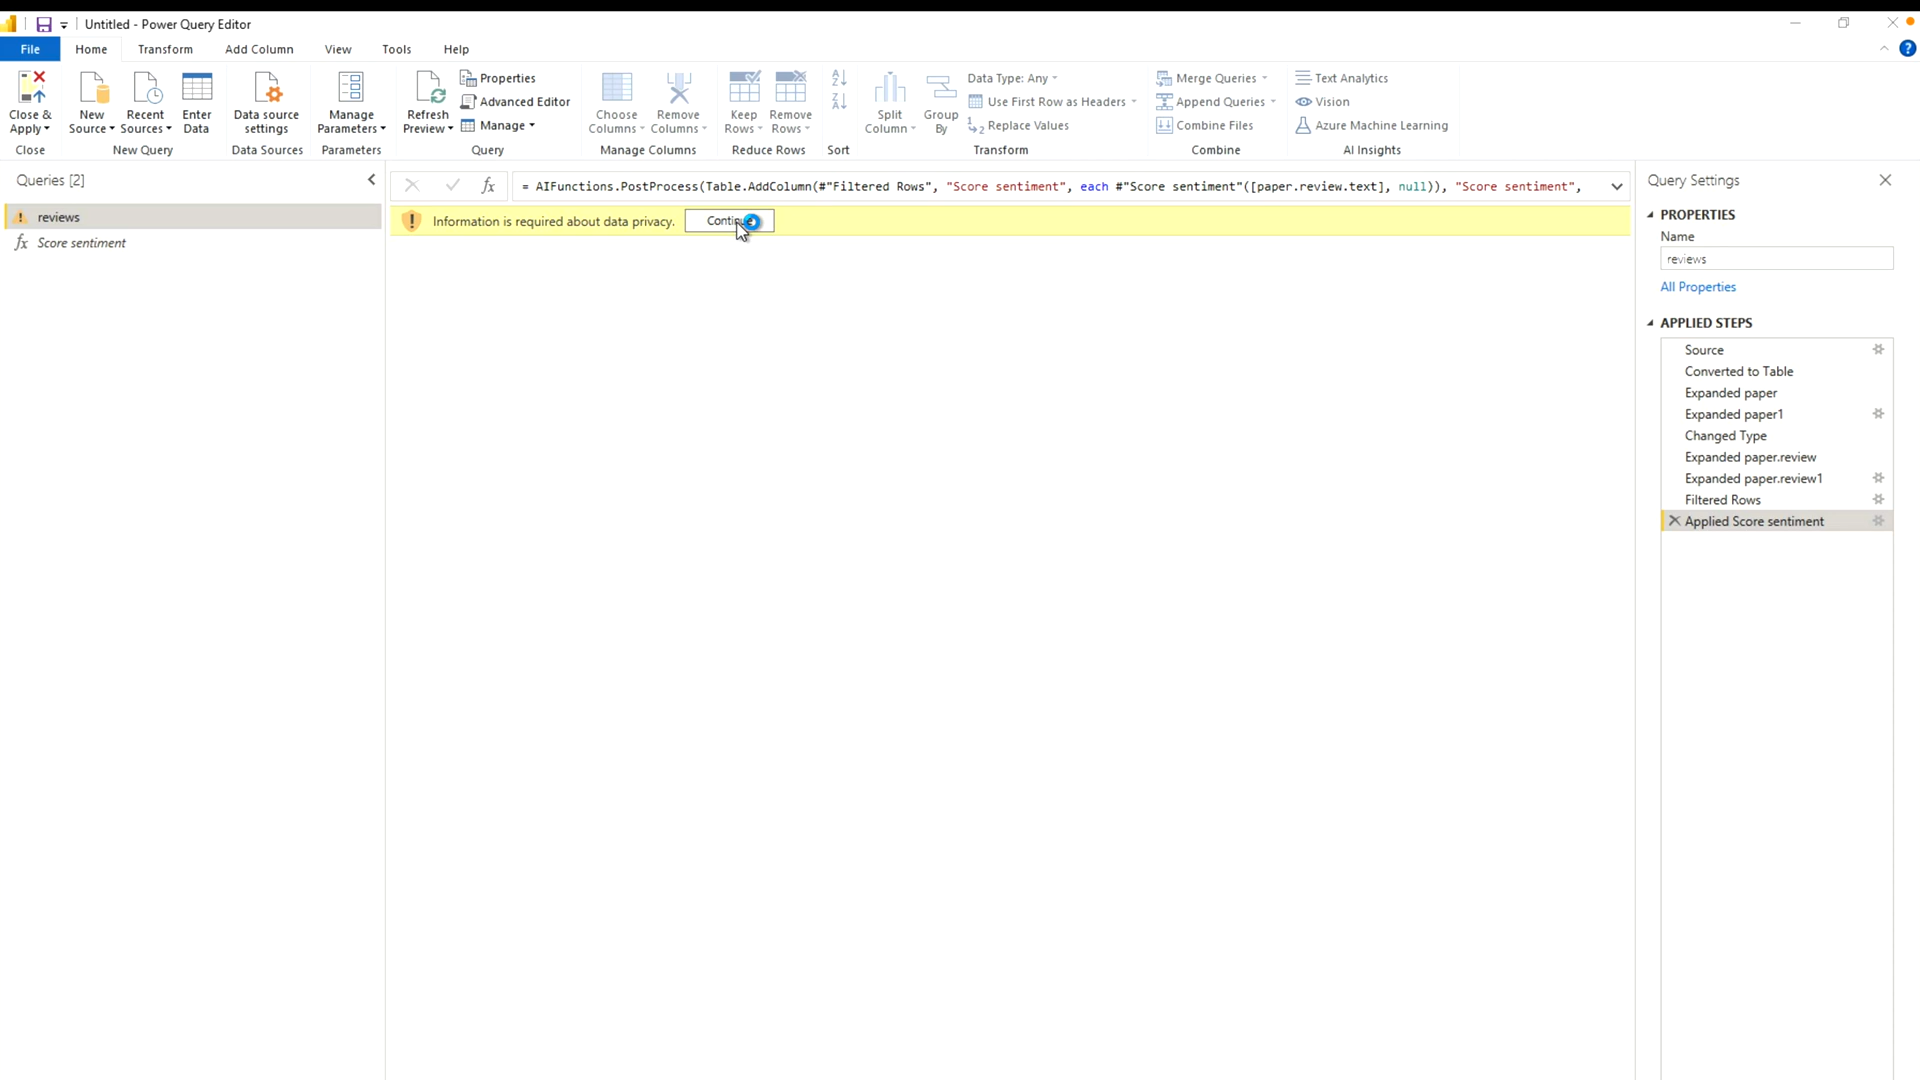 Untitled - Power Query Editor
File Home Transform Add Column View Tools Help
Close & Apply
Close
New Source
Recent Sources
Enter Data
New Query
Data source settings
Data Sources
Manage Parameters
Parameters
Refresh Preview
Properties
Advanced Editor
Manage
Query
Choose Columns
Remove Columns
Manage Columns
Keep Rows
Remove Rows
Reduce Rows
Sort
Split Column
Group By
Data Type: Any
Use First Row as Headers
Replace Values
Transform
Merge Queries
Append Queries
Combine Files
Combine
Text Analytics
Vision
Azure Machine Learning
AI Insights
Queries [2]
reviews
fx Score sentiment
fx = AIFunctions.PostProcess(Table.AddColumn(#"Filtered Rows", "Score sentiment", each #"Score sentiment"([paper.review.text], null)), "Score sentiment",
Information is required about data privacy.
Query Settings
PROPERTIES
Name
reviews
All Properties
APPLIED STEPS
Source
Converted to Table
Expanded paper
Expanded paper1
Changed Type
Expanded paper.review
Expanded paper.review1
Filtered Rows
Applied Score sentiment